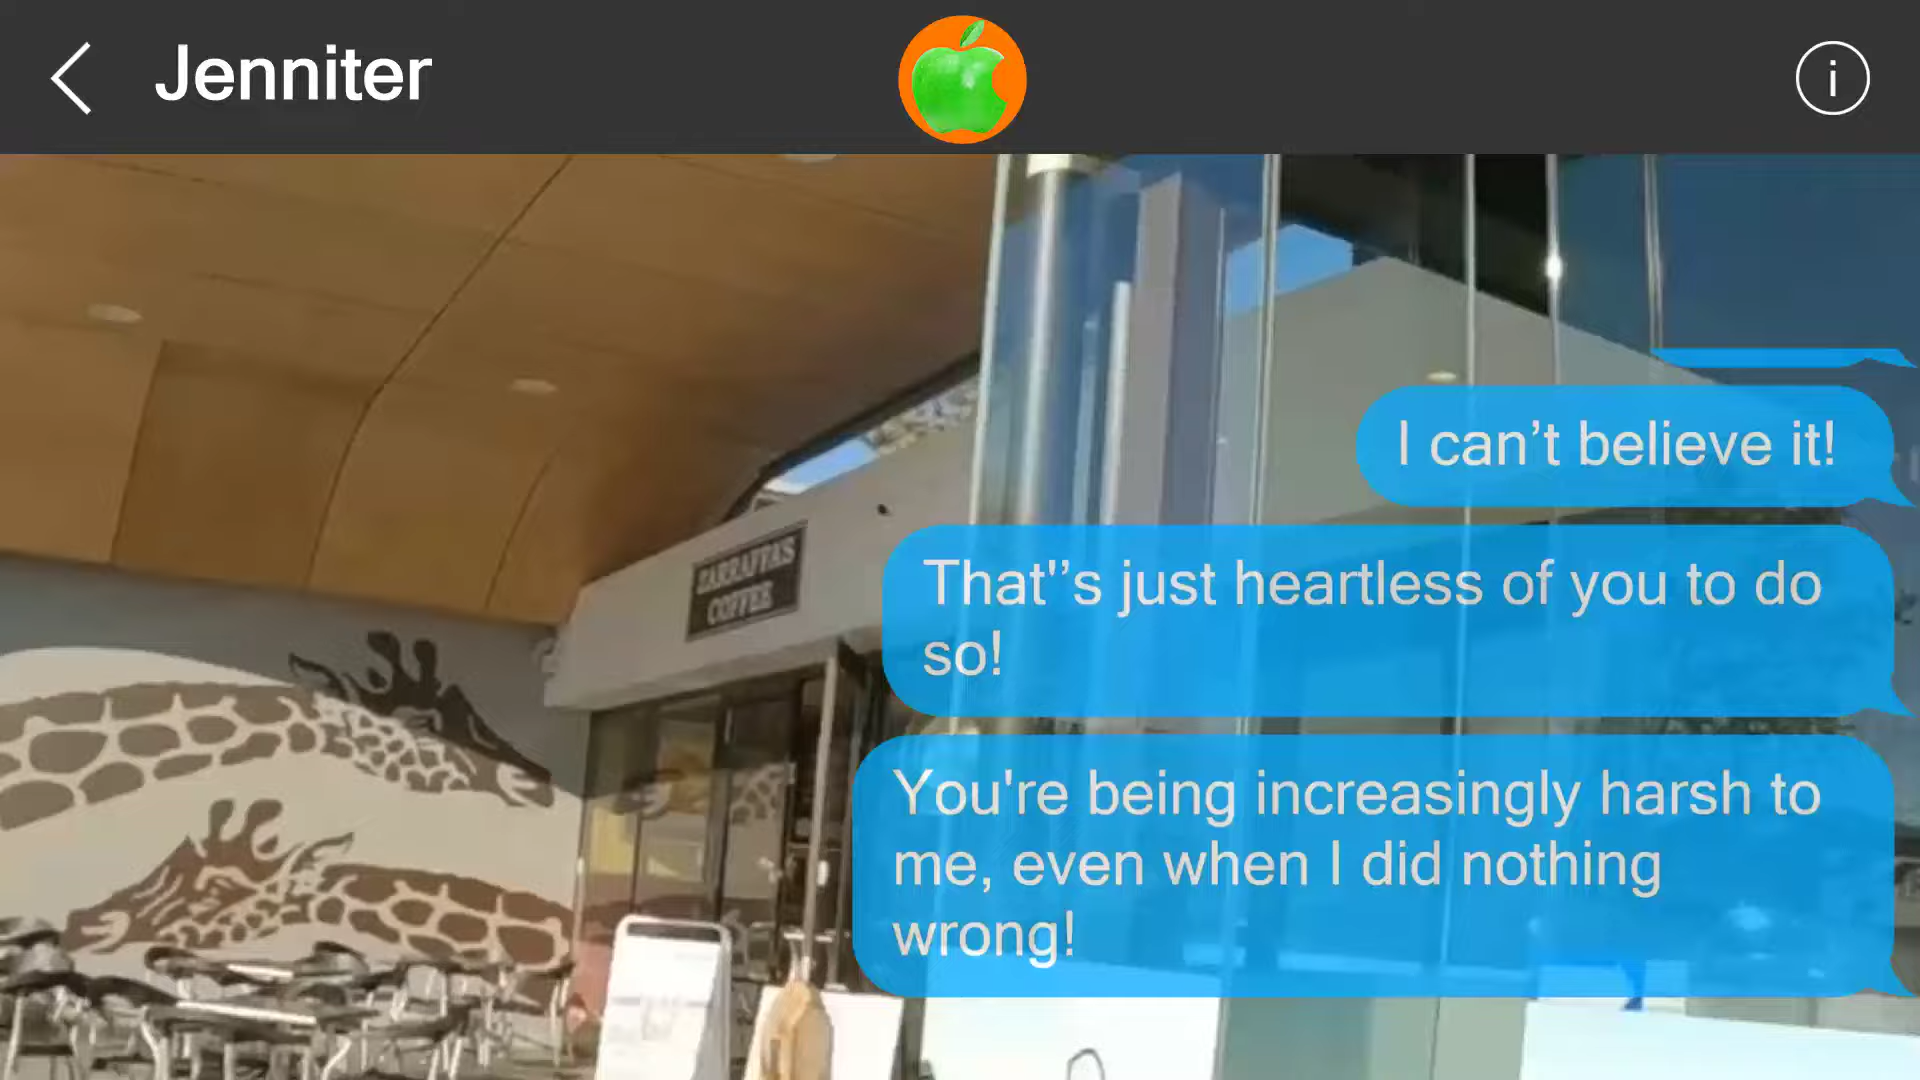 Jenniter
i
I can’t believe it!
That'’s just heartless of you to do
so!
ZARRAFFA'S
COFFEE
You're being increasingly harsh to
me, even when I did nothing
wrong!